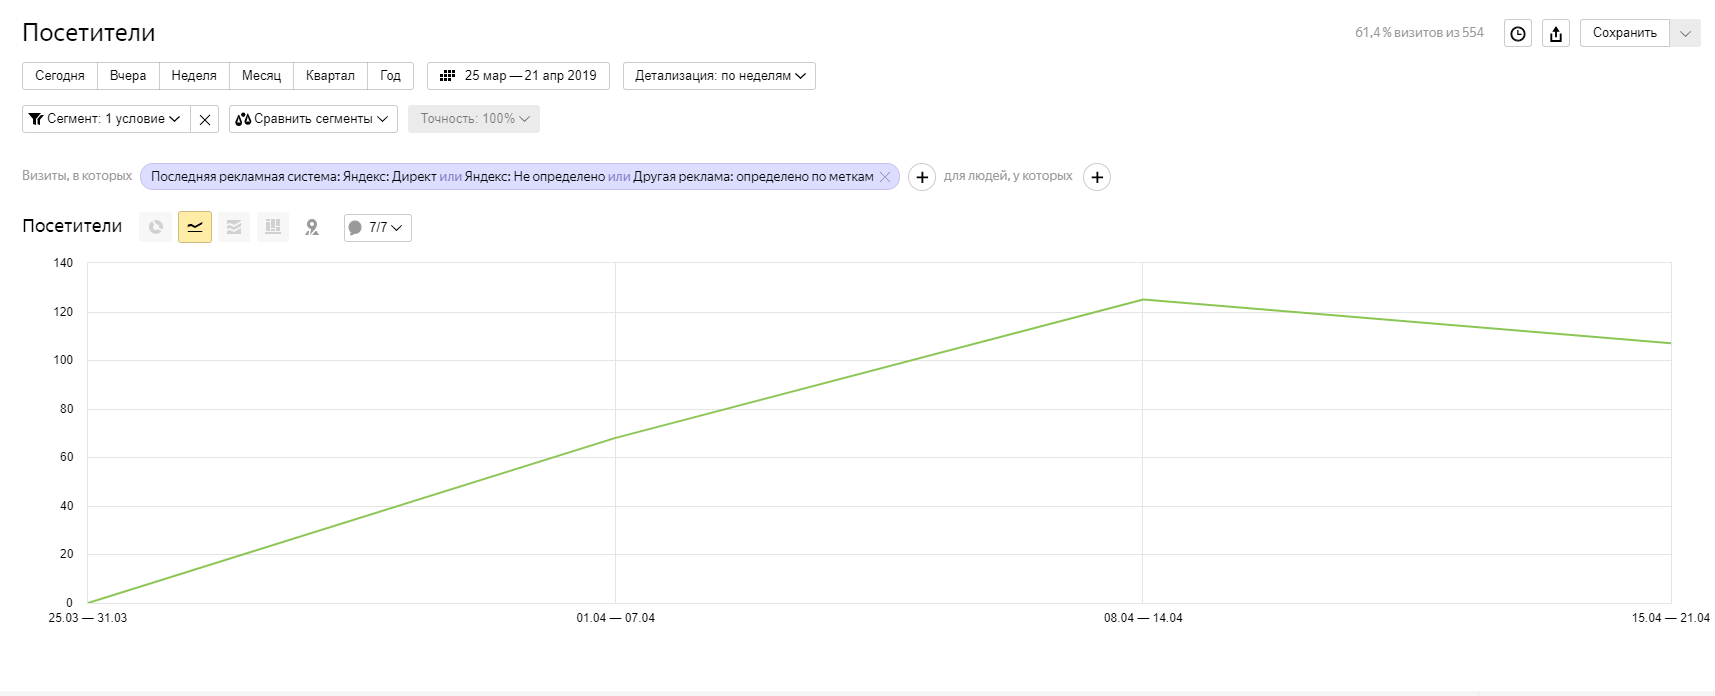 Посетители
61,4 % визитов из 554
Сохранить
Сегодня Вчера Неделя Месяц Квартал Год
25 мар — 21 апр 2019
Детализация: по неделям
Сегмент: 1 условие
Сравнить сегменты
Точность: 100%
Визиты, в которых
Последняя рекламная система: Яндекс: Директ или Яндекс: Не определено или Другая реклама: определено по меткам
для людей, у которых
Посетители
7/7
140
120
100
80
60
40
20
0
25.03 — 31.03
01.04 — 07.04
08.04 — 14.04
15.04 — 21.04